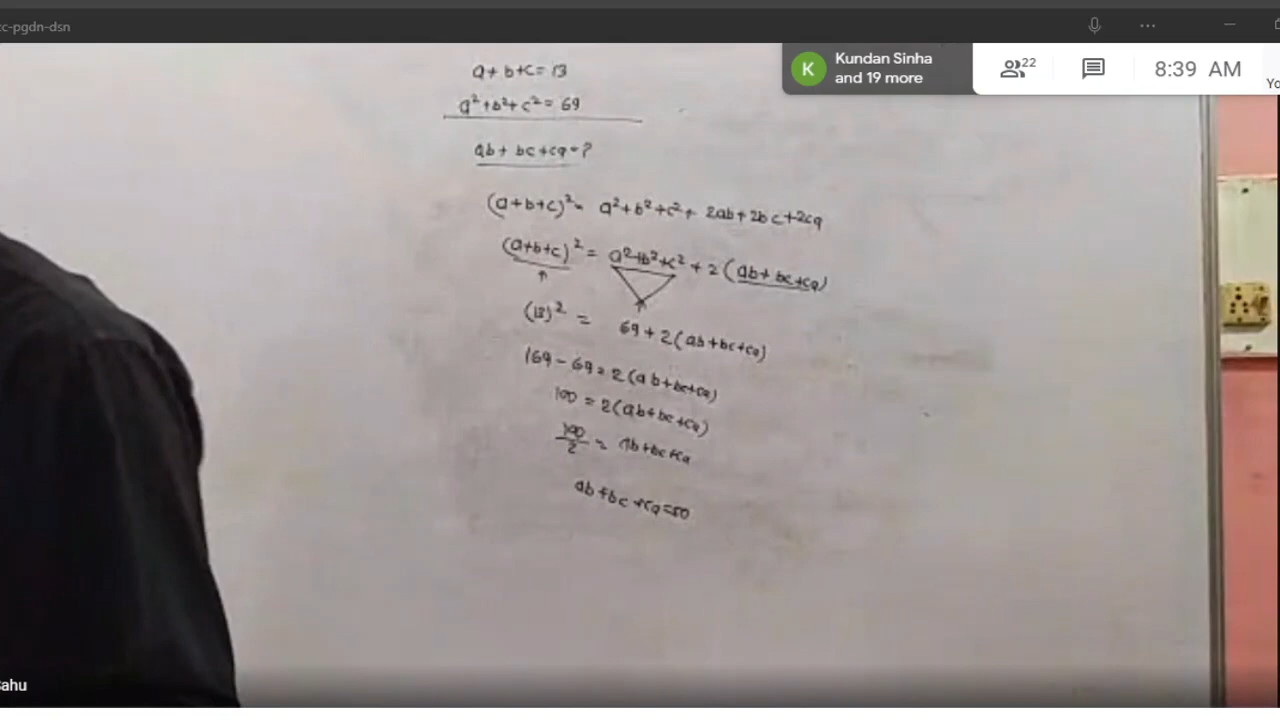 cc-pgdn-dsn
Kundan Sinha
and 19 more
K
22
8:39 AM
Yo
a + b + c = 13
a² + b² + c² = 69
ab + bc + ca = ?
(a+b+c)² = a² + b² + c² + 2ab + 2bc + 2ca
(a+b+c)² = a² + b² + c² + 2(ab + bc + ca)
(13)² = 69 + 2(ab + bc + ca)
169 - 69 = 2(ab + bc + ca)
100 = 2(ab + bc + ca)
100/2 = ab + bc + ca
ab + bc + ca = 50
Sahu